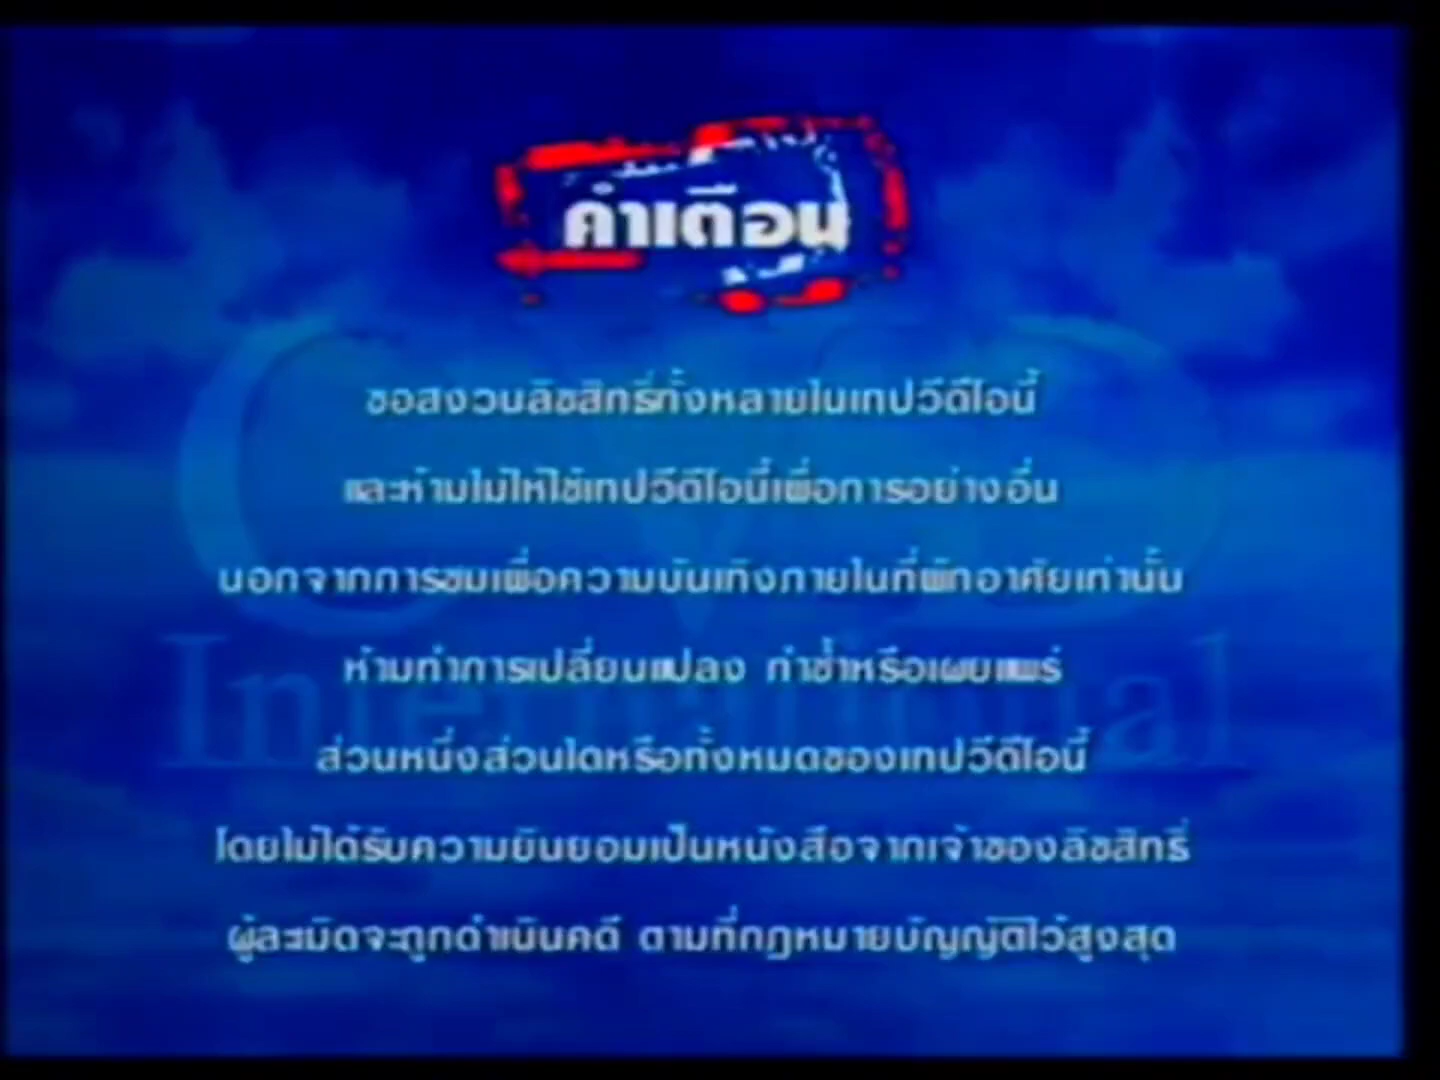 คำเตือน
ขอสงวนลิขสิทธิ์ทั้งหลายในเทปวีดีโอนี้
และห้ามไม่ให้ใช้เทปวีดีโอนี้เพื่อการอย่างอื่น
นอกจากการชมเพื่อความบันเทิงภายในที่พักอาศัยเท่านั้น
ห้ามทำการเปลี่ยนแปลง ทำซ้ำหรือเผยแพร่
ส่วนหนึ่งส่วนใดหรือทั้งหมดของเทปวีดีโอนี้
โดยไม่ได้รับความยินยอมเป็นหนังสือจากเจ้าของลิขสิทธิ์
ผู้ละเมิดจะถูกดำเนินคดี ตามที่กฎหมายบัญญัติไว้สูงสุด
CVD
International